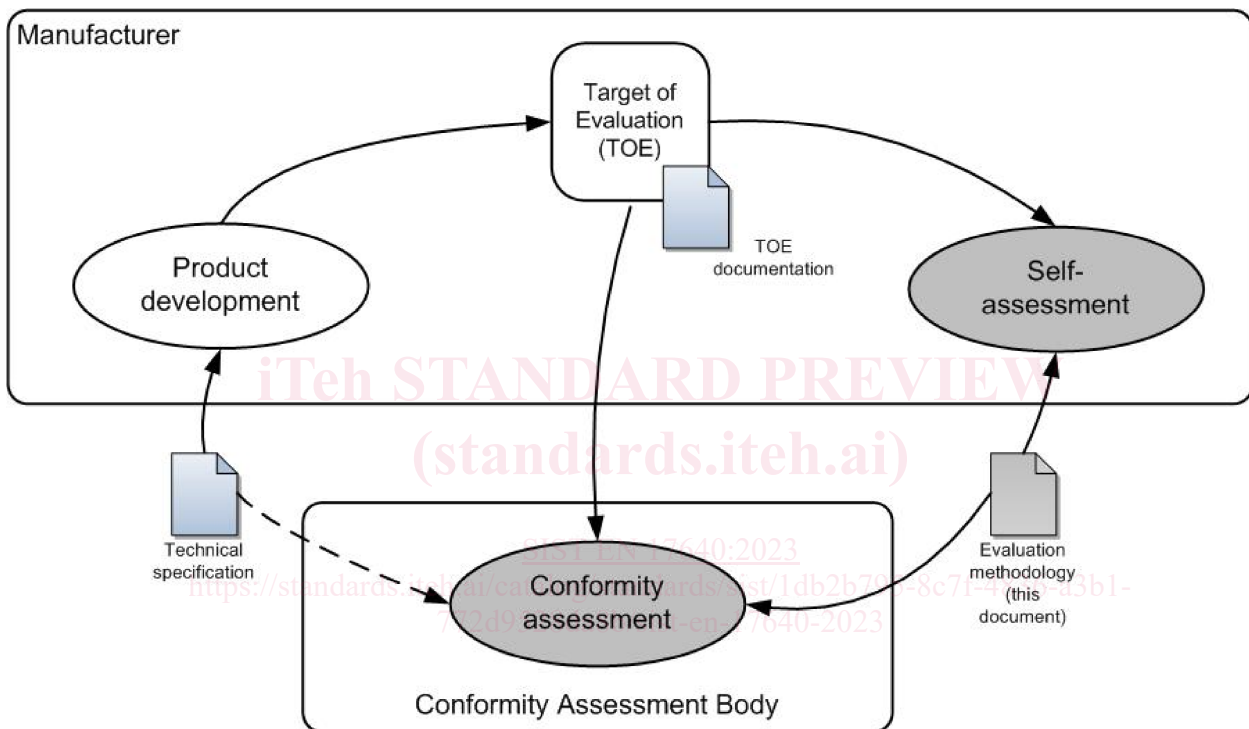 Manufacturer
Target of
Evaluation
(TOE)
TOE
documentation
Product
development
Self-
assessment
iTeh STANDARD PREVIEW
(standards.iteh.ai)
Technical
specification
Evaluation
methodology
(this
document)
SIST EN 17640:2023
Conformity
assessment
Conformity Assessment Body